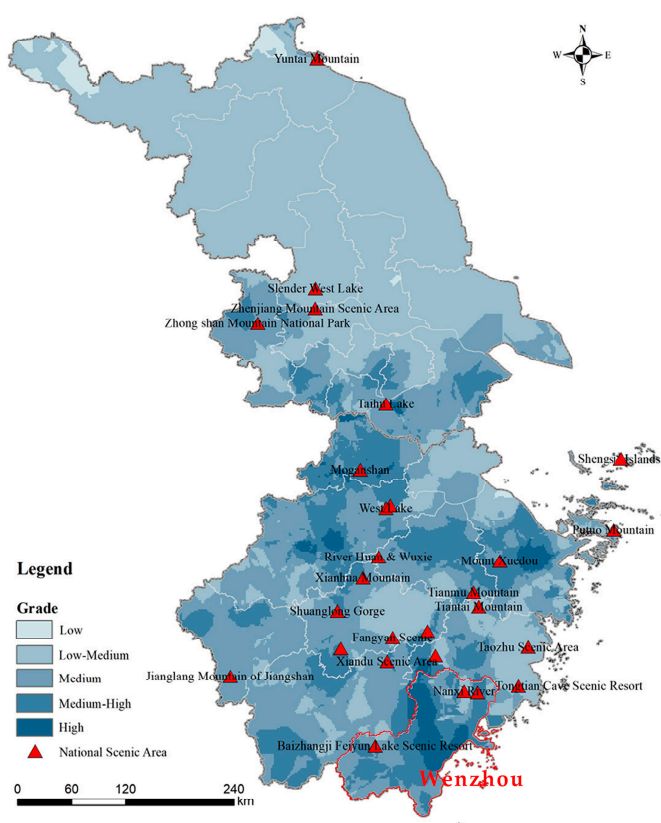 N
W E
S
Yuntai Mountain
Slender West Lake
Zhenjiang Mountain Scenic Area
Zhong shan Mountain National Park
Taihu Lake
Shengsi Islands
Moganshan
West Lake
Putuo Mountain
River Huan & Wuxie
Mount Xuedou
Xianhua Mountain
Tianmu Mountain
Tiantai Mountain
Shuanglong Gorge
Fangyan Scenic
Taozhu Scenic Area
Xiandu Scenic Area
Jianglang Mountain of Jiangshan
Nanxi River
Tongtian Cave Scenic Resort
Baizhangji Feiyun Lake Scenic Resort
Wenzhou
Legend
Grade
Low
Low-Medium
Medium
Medium-High
High
National Scenic Area
0 60 120 240
km